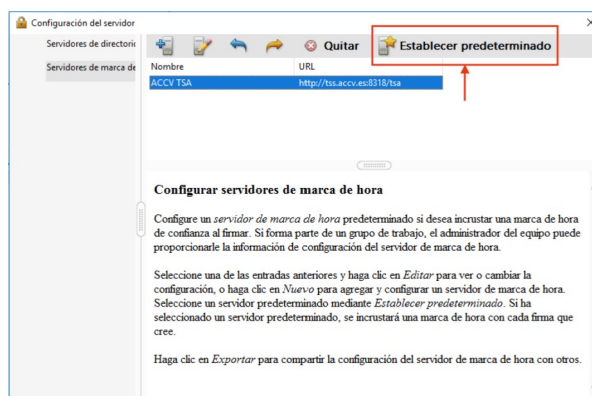 Configuración del servidor
Servidores de directorio
Quitar
Establecer predeterminado
Servidores de marca de
Nombre
URL
ACCV TSA
http://tss.accv.es:8318/tsa
Configurar servidores de marca de hora
Configure un servidor de marca de hora predeterminado si desea incrustar una marca de hora
de confianza al firmar. Si forma parte de un grupo de trabajo, el administrador del equipo puede
proporcionarle la información de configuración del servidor de marca de hora.
Seleccione una de las entradas anteriores y haga clic en Editar para ver o cambiar la
configuración, o haga clic en Nuevo para agregar y configurar un servidor de marca de hora.
Seleccione un servidor predeterminado mediante Establecer predeterminado. Si ha
seleccionado un servidor predeterminado, se incrustará una marca de hora con cada firma que
cree.
Haga clic en Exportar para compartir la configuración del servidor de marca de hora con otros.